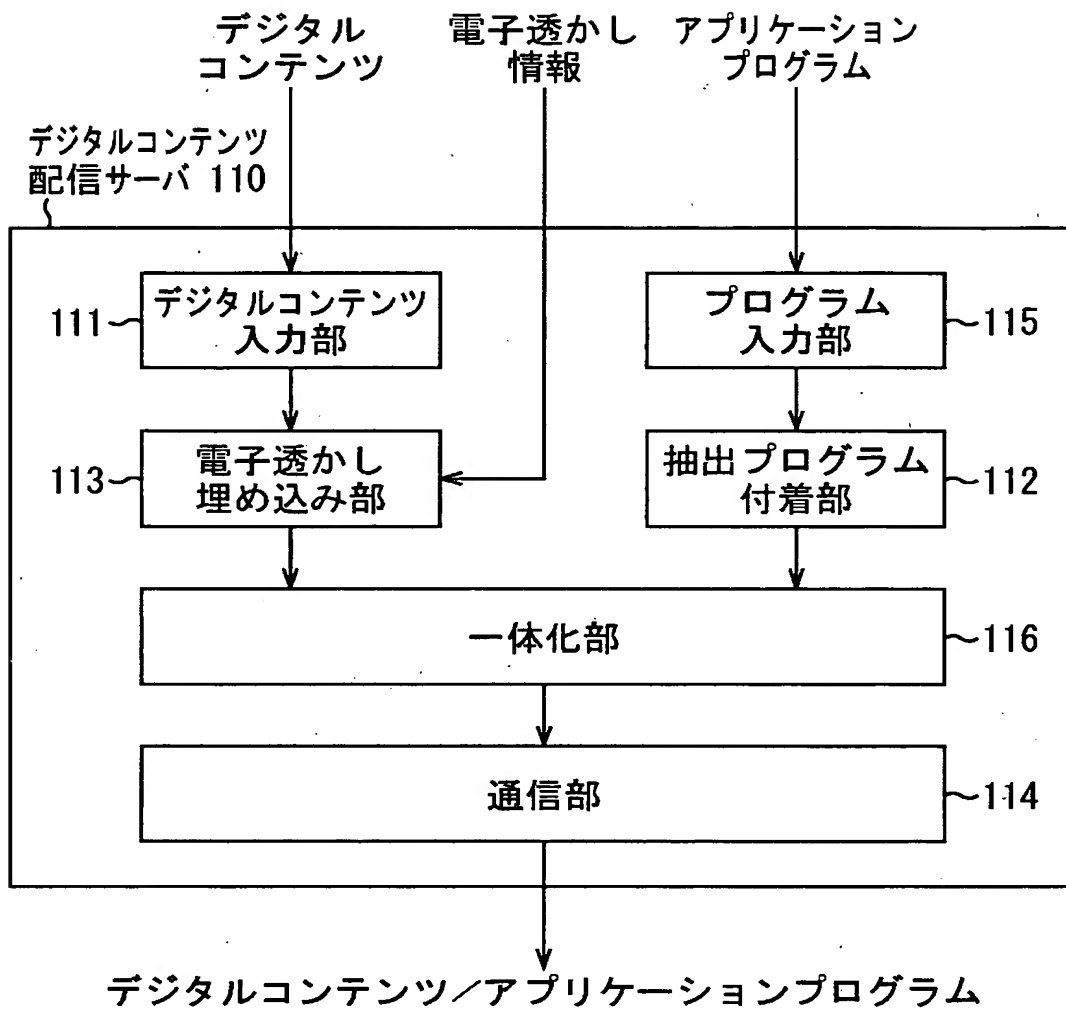 デジタル
コンテンツ
電子透かし
情報
アプリケーション
プログラム
デジタルコンテンツ
配信サーバ 110
111
デジタルコンテンツ
入力部
プログラム
入力部
115
113
電子透かし
埋め込み部
抽出プログラム
付着部
112
一体化部
116
通信部
114
デジタルコンテンツ/アプリケーションプログラム